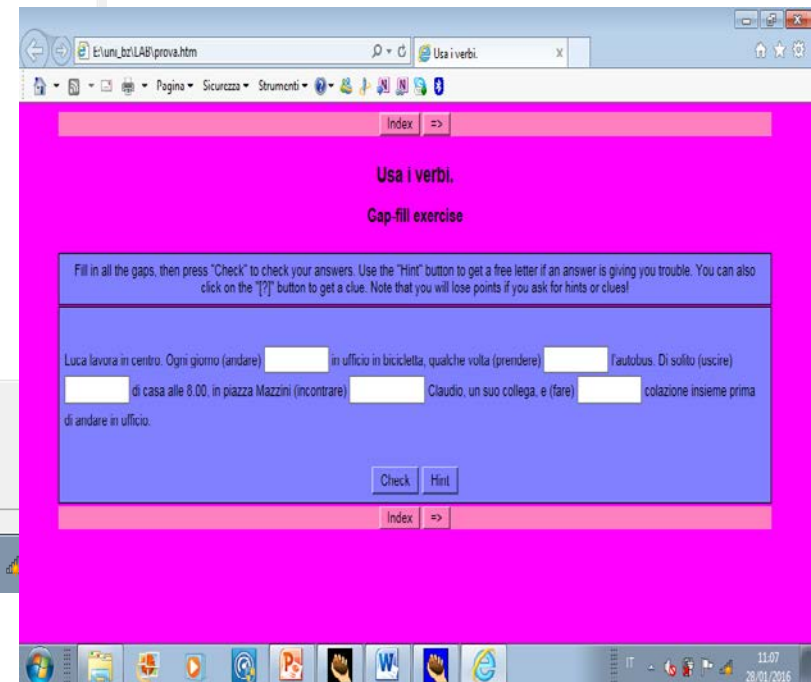 E:\uni_bz\LAB\prova.htm
Usa i verbi.
Pagina
Sicurezza
Strumenti
Index =>
Usa i verbi.
Gap-fill exercise
Fill in all the gaps, then press "Check" to check your answers. Use the "Hint" button to get a free letter if an answer is giving you trouble. You can also
click on the "[?]" button to get a clue. Note that you will lose points if you ask for hints or clues!
Luca lavora in centro. Ogni giorno (andare) in ufficio in bicicletta, qualche volta (prendere) l'autobus. Di solito (uscire)
di casa alle 8.00, in piazza Mazzini (incontrare) Claudio, un suo collega, e (fare) colazione insieme prima
di andare in ufficio.
Check Hint
Index =>
IT
11:07
28/01/2016